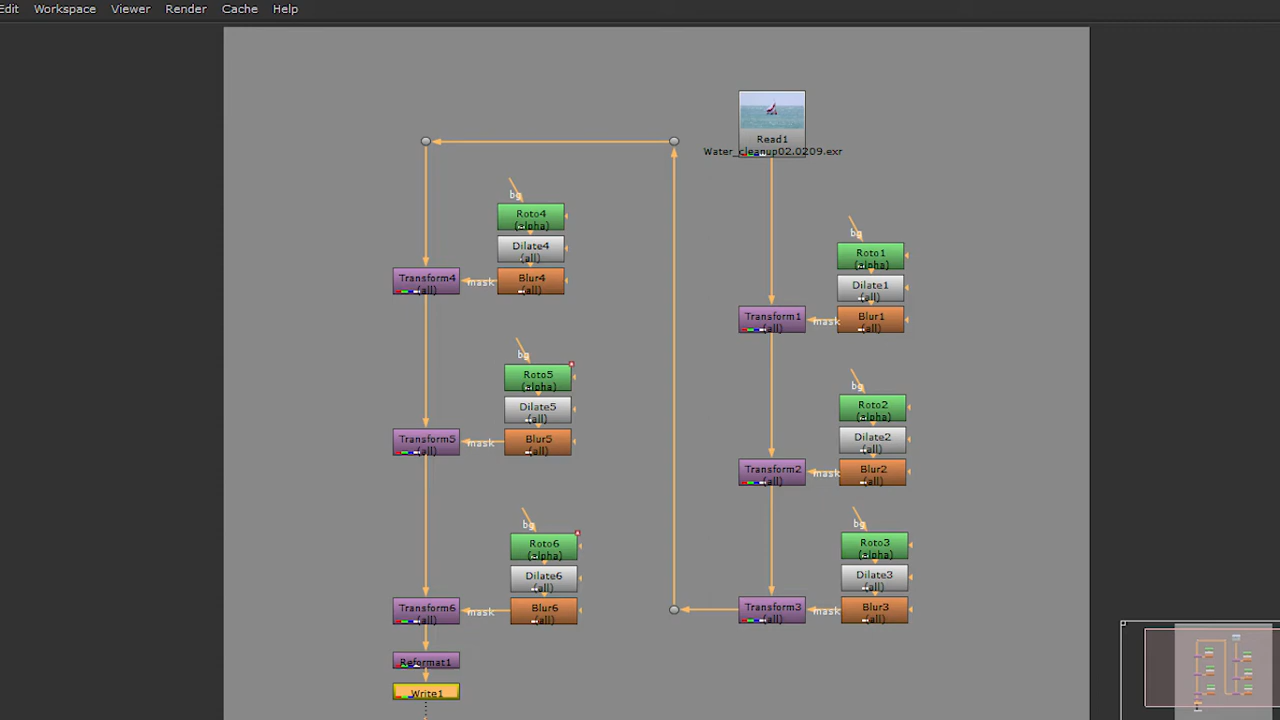 Edit Workspace Viewer Render Cache Help
Read1
Water_cleanup02.0209.exr
bg
Roto4
(alpha)
Dilate4
(all)
Transform4
(all)
mask
Blur4
(all)
bg
Roto5
(alpha)
Dilate5
(all)
Transform5
(all)
mask
Blur5
(all)
bg
Roto6
(alpha)
Dilate6
(all)
Transform6
(all)
mask
Blur6
(all)
Reformat1
Write1
bg
Roto1
(alpha)
Dilate1
(all)
Transform1
(all)
mask
Blur1
(all)
bg
Roto2
(alpha)
Dilate2
(all)
Transform2
(all)
mask
Blur2
(all)
bg
Roto3
(alpha)
Dilate3
(all)
Transform3
(all)
mask
Blur3
(all)